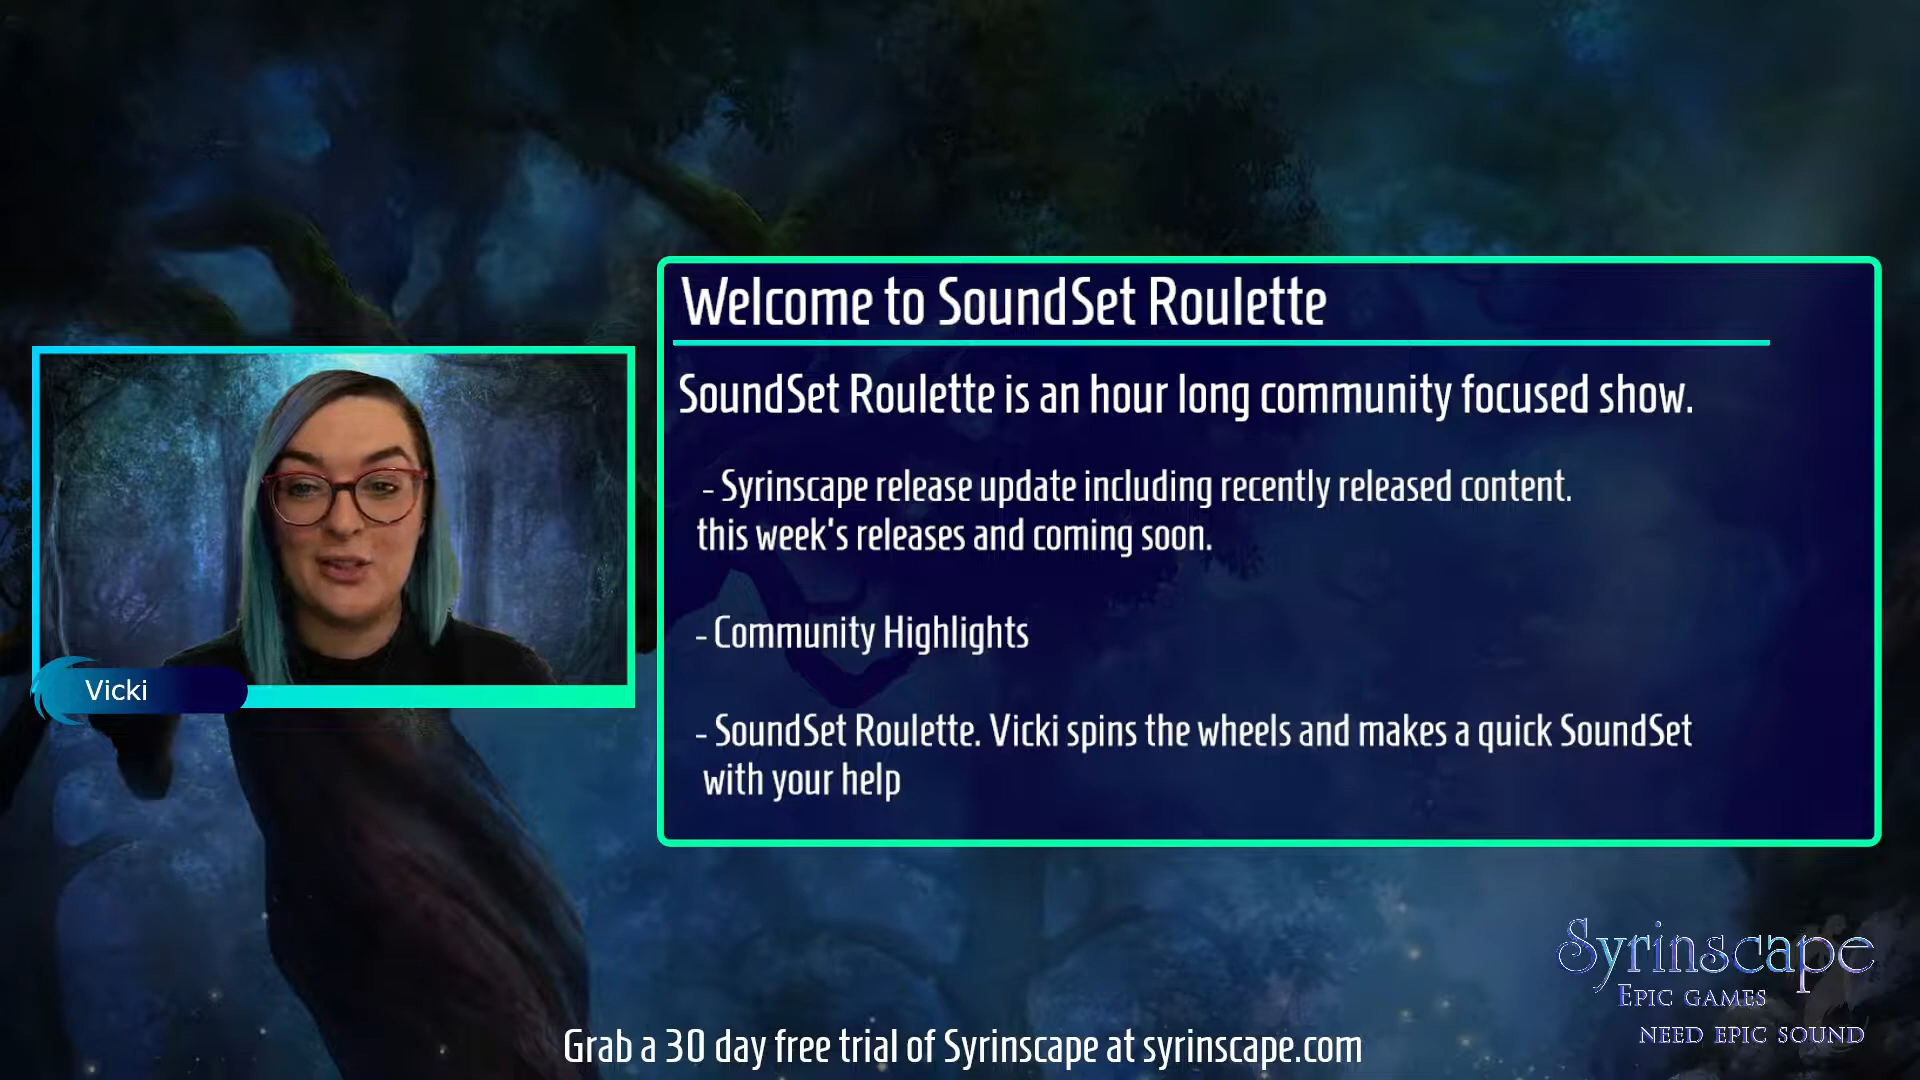 Welcome to SoundSet Roulette
SoundSet Roulette is an hour long community focused show.
- Syrinscape release update including recently released content.
this week's releases and coming soon.
- Community Highlights
- SoundSet Roulette. Vicki spins the wheels and makes a quick SoundSet
with your help
Vicki
Syrinscape
Epic Games
Need Epic Sound
Grab a 30 day free trial of Syrinscape at syrinscape.com